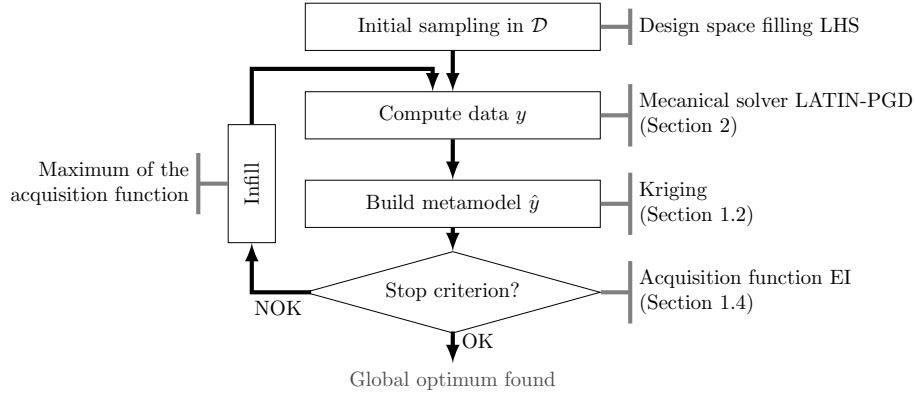 Initial sampling in 𝒟
Design space filling LHS
Compute data y
Mecanical solver LATIN-PGD
(Section 2)
Maximum of the
acquisition function
Infill
Build metamodel ŷ
Kriging
(Section 1.2)
Stop criterion?
Acquisition function EI
(Section 1.4)
NOK
OK
Global optimum found